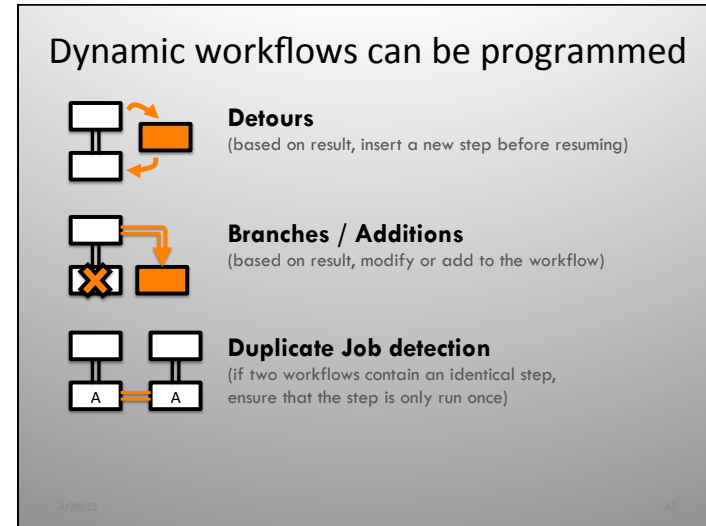 Dynamic workflows can be programmed
Detours
(based on result, insert a new step before resuming)
Branches / Additions
(based on result, modify or add to the workflow)
Duplicate Job detection
(if two workflows contain an identical step,
ensure that the step is only run once)
A A
4/28/15 42